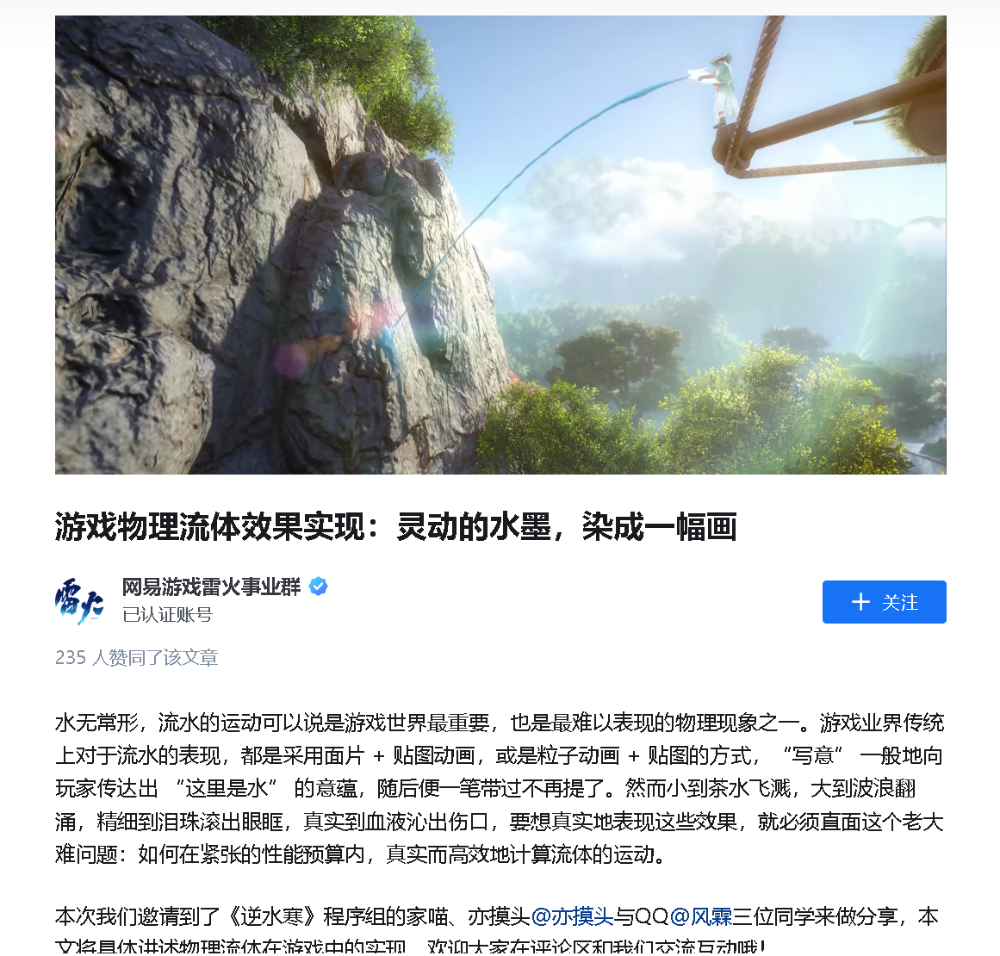 游戏物理流体效果实现：灵动的水墨，染成一幅画
雷火
网易游戏雷火事业群
已认证账号
+ 关注
235 人赞同了该文章
水无常形，流水的运动可以说是游戏世界最重要，也是最难以表现的物理现象之一。游戏业界传统
上对于流水的表现，都是采用面片 + 贴图动画，或是粒子动画 + 贴图的方式，“写意” 一般地向
玩家传达出 “这里是水” 的意蕴，随后便一笔带过不再提了。然而小到茶水飞溅，大到波浪翻
涌，精细到泪珠滚出眼眶，真实到血液沁出伤口，要想真实地表现这些效果，就必须直面这个老大
难问题：如何在紧张的性能预算内，真实而高效地计算流体的运动。
本次我们邀请到了《逆水寒》程序组的家喵、亦摸头@亦摸头与QQ@风霖三位同学来做分享，本
文将具体讲述物理流体在游戏中的实现，欢迎大家在评论区和我们交流互动哦！